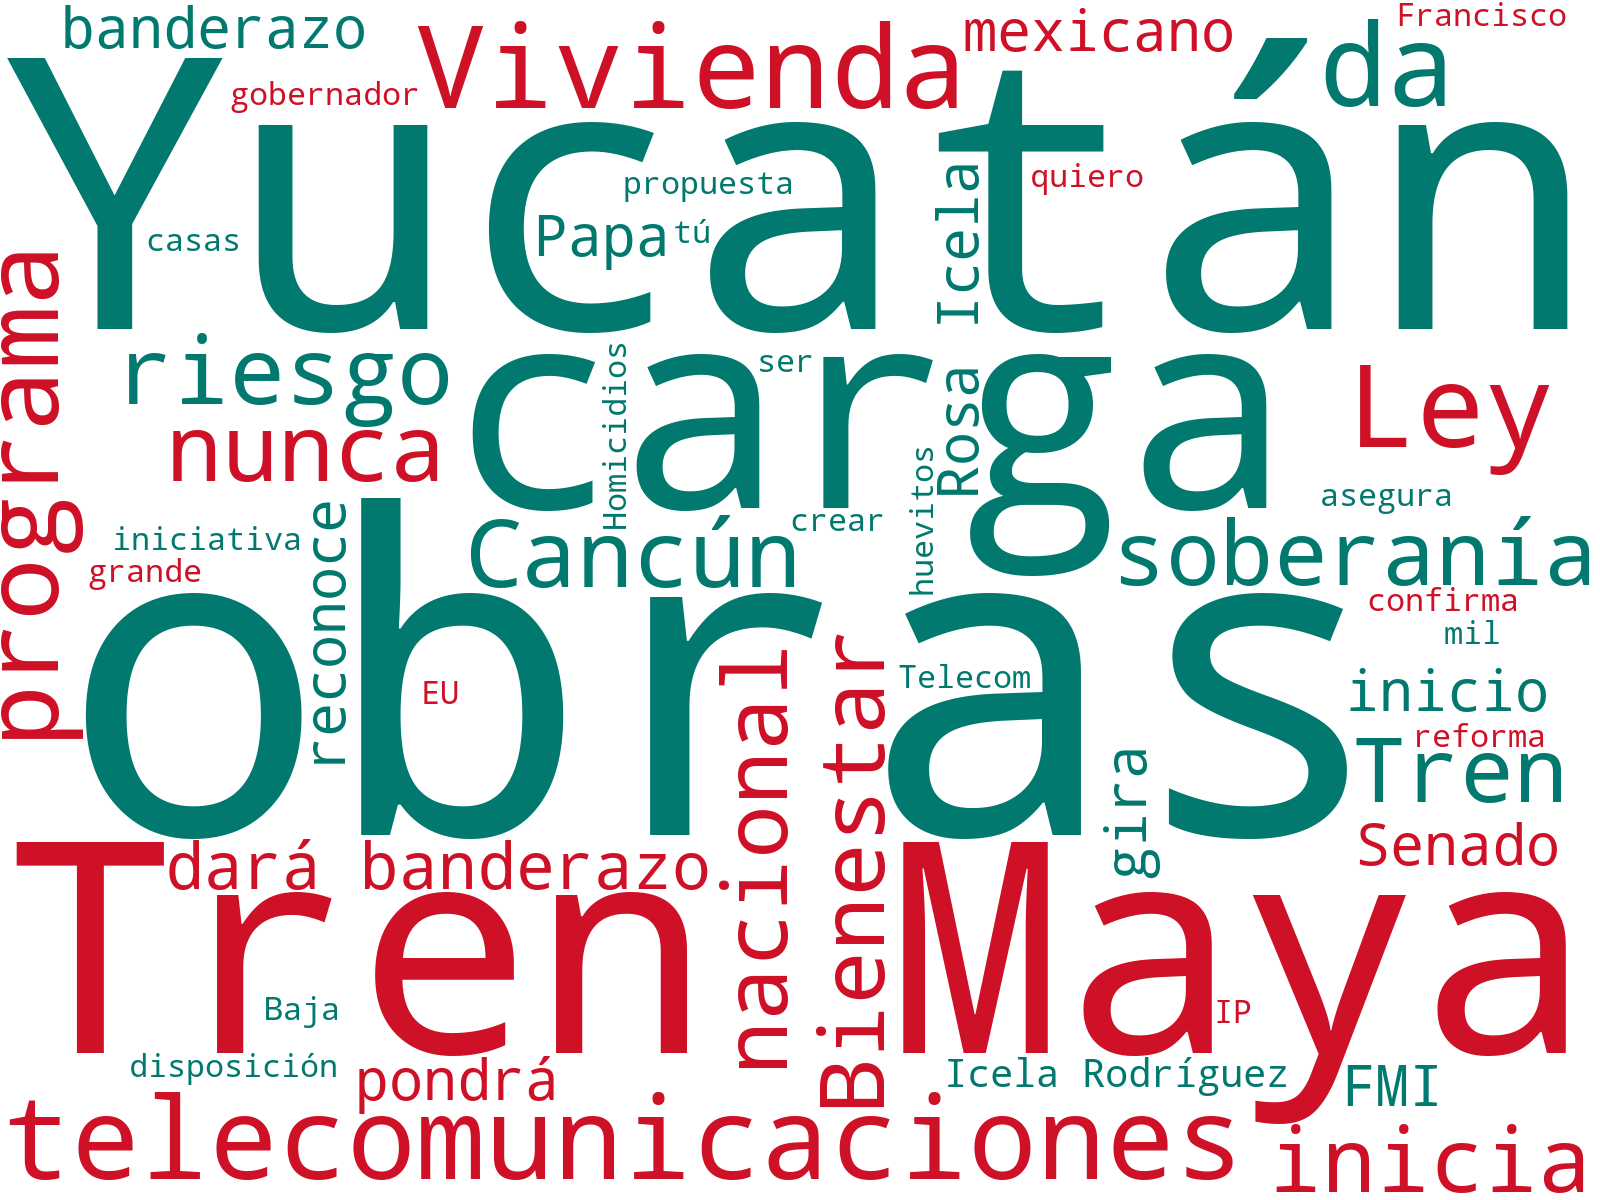 banderazo
Vivienda
mexicano
da
Francisco
gobernador
Yucatán
propuesta
quiero
casas
Papa
tú
Rosa Icela
programa
riesgo
carga
Homicidios
ser
Ley
nunca
huevitos
asegura
reconoce
iniciativa
Cancún
crear
soberanía
grande
obras
confirma
mil
EU
nacional
Bienestar
Telecom
inicio
gira
reforma
Tren
dará banderazo
Senado
Tren Maya
Baja
IP
disposición
pondrá
Icela Rodríguez
FMI
telecomunicaciones
inicia